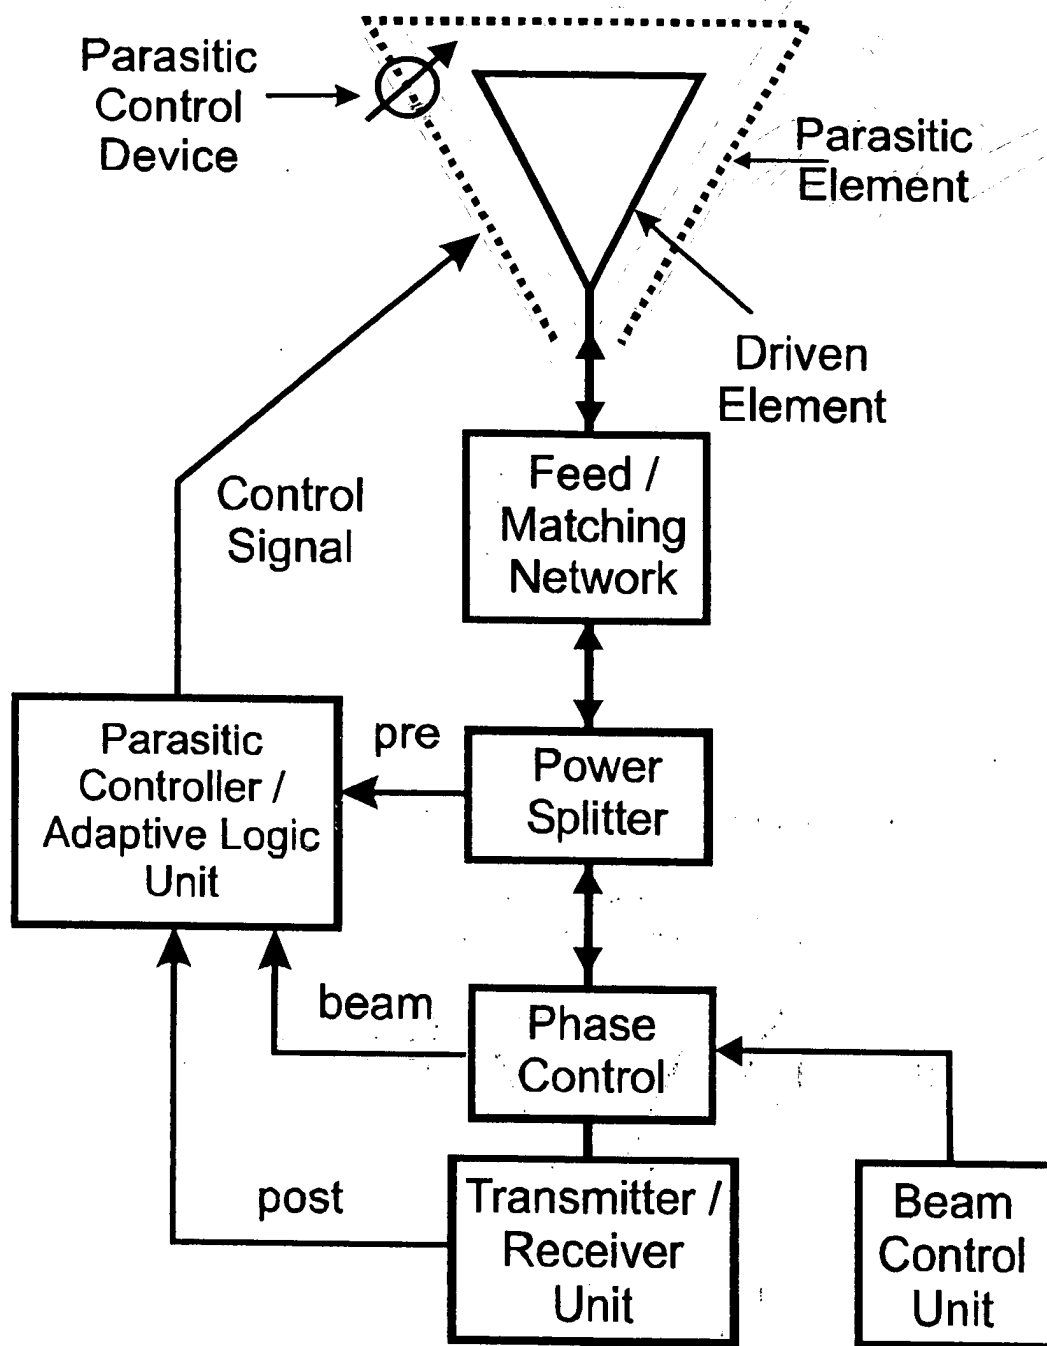 Parasitic
Control
Device
Parasitic
Element
Driven
Element
Control
Signal
Feed /
Matching
Network
pre
Power
Splitter
Parasitic
Controller /
Adaptive Logic
Unit
beam
Phase
Control
post
Transmitter /
Receiver
Unit
Beam
Control
Unit